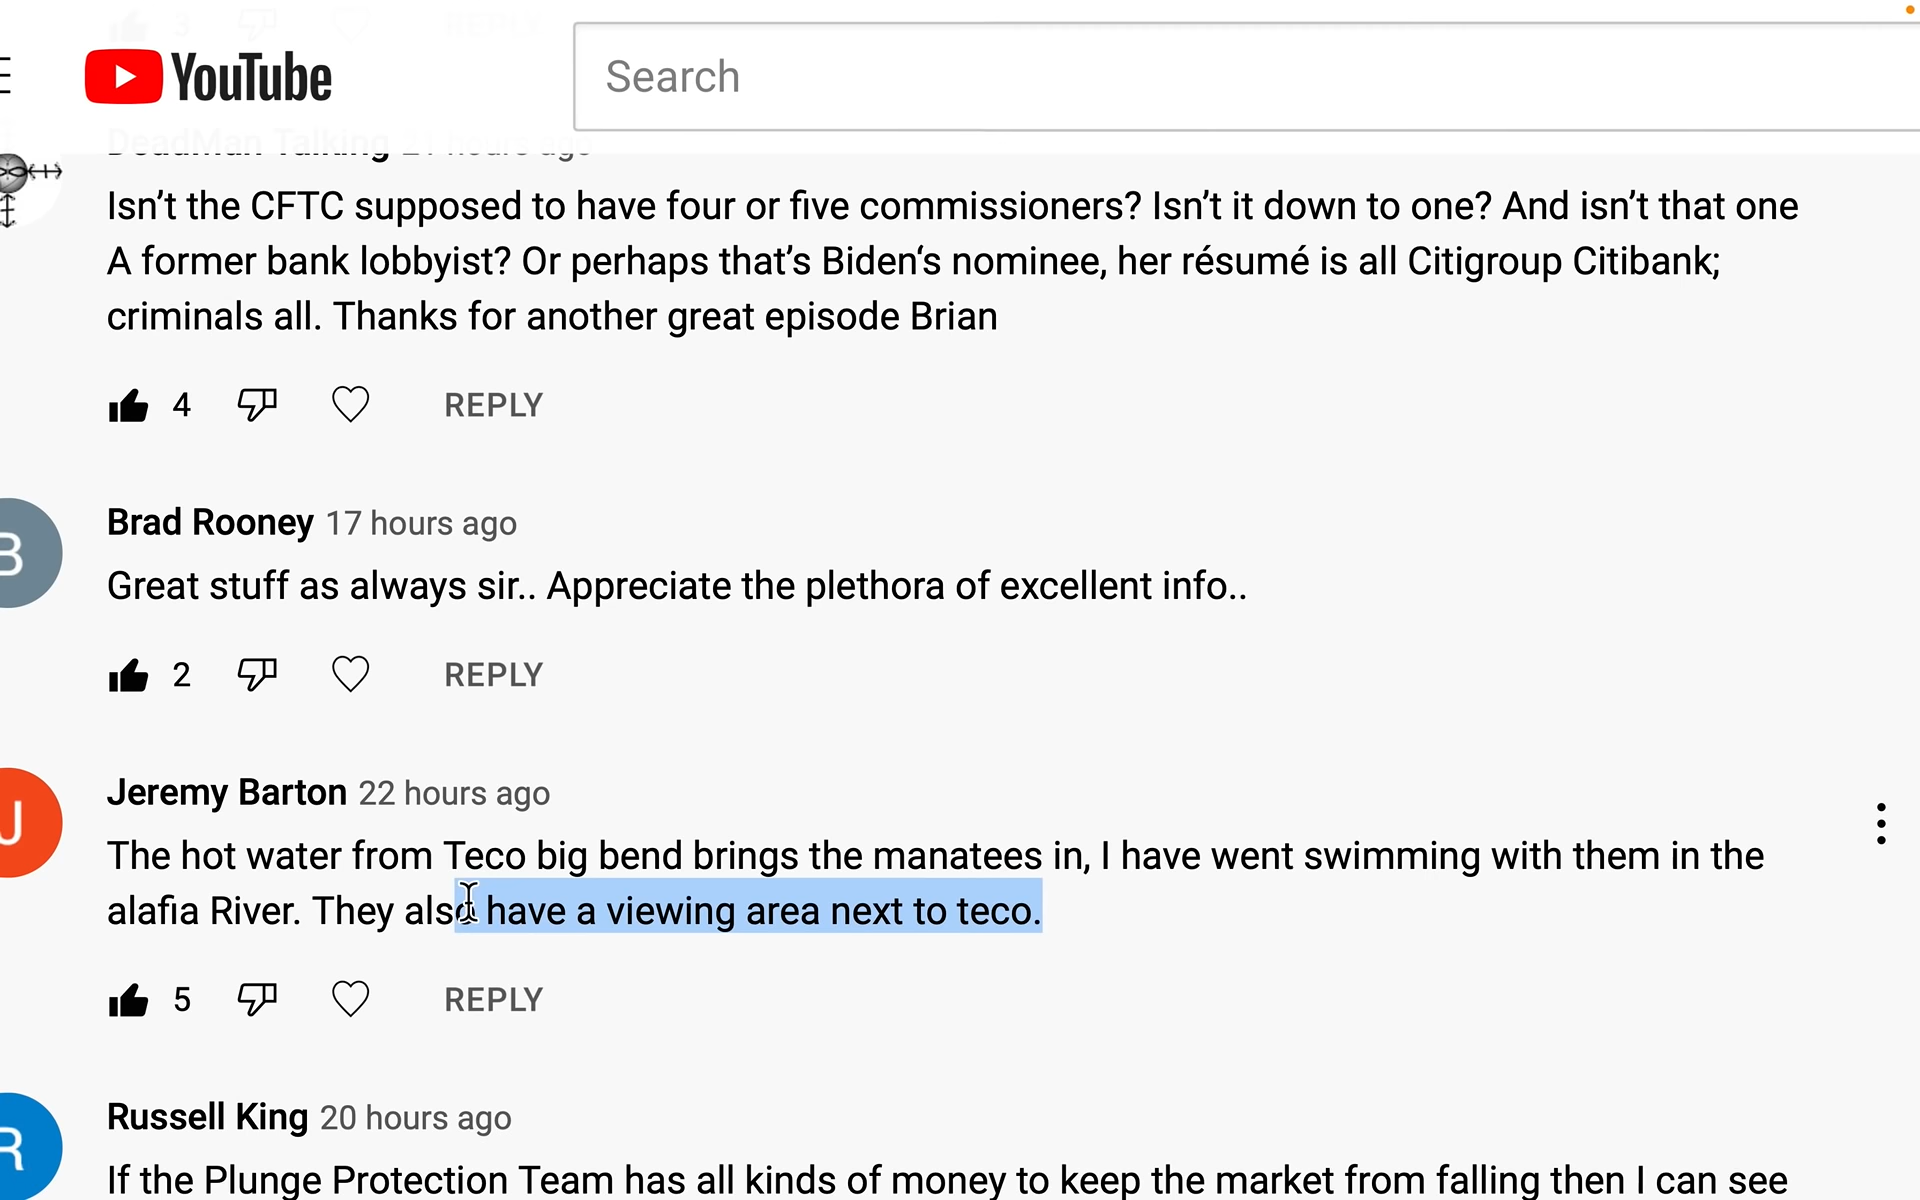 3 REPLY
YouTube
Search
DeadMan Talking 21 hours ago
Isn’t the CFTC supposed to have four or five commissioners? Isn’t it down to one? And isn’t that one
A former bank lobbyist? Or perhaps that’s Biden‘s nominee, her résumé is all Citigroup Citibank;
criminals all. Thanks for another great episode Brian
4 REPLY
B
Brad Rooney 17 hours ago
Great stuff as always sir.. Appreciate the plethora of excellent info..
2 REPLY
J
Jeremy Barton 22 hours ago
The hot water from Teco big bend brings the manatees in, I have went swimming with them in the
alafia River. They also have a viewing area next to teco.
5 REPLY
R
Russell King 20 hours ago
If the Plunge Protection Team has all kinds of money to keep the market from falling then I can see